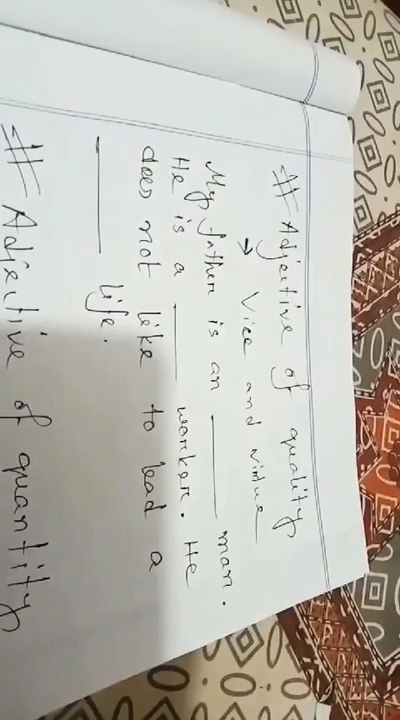 # Adjective of quality
→ Vice and virtue
My father is an ______ man.
He is a ______ worker. He
does not like to lead a
______ life.
# Adjective of quantity